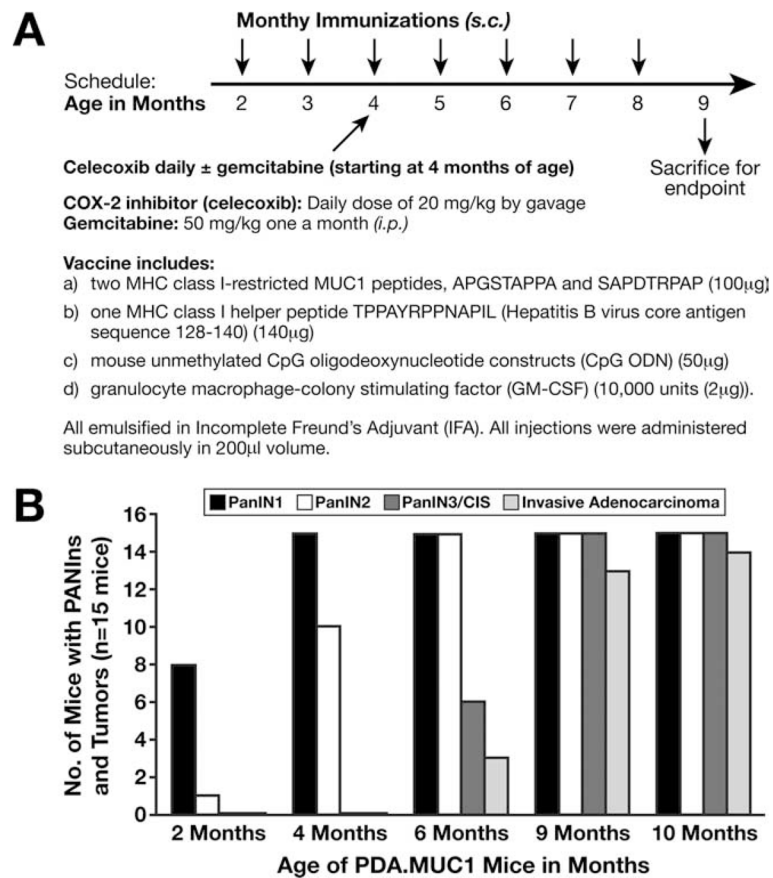 A
Monthy Immunizations (s.c.)
Schedule:
Age in Months 2 3 4 5 6 7 8 9
Celecoxib daily ± gemcitabine (starting at 4 months of age)
Sacrifice for
endpoint
COX-2 inhibitor (celecoxib): Daily dose of 20 mg/kg by gavage
Gemcitabine: 50 mg/kg one a month (i.p.)
Vaccine includes:
a) two MHC class I-restricted MUC1 peptides, APGSTAPPA and SAPDTRPAP (100µg)
b) one MHC class I helper peptide TPPAYRPPNAPIL (Hepatitis B virus core antigen
sequence 128-140) (140µg)
c) mouse unmethylated CpG oligodeoxynucleotide constructs (CpG ODN) (50µg)
d) granulocyte macrophage-colony stimulating factor (GM-CSF) (10,000 units (2µg)).
All emulsified in Incomplete Freund's Adjuvant (IFA). All injections were administered
subcutaneously in 200µl volume.
B
PanIN1 PanIN2 PanIN3/CIS Invasive Adenocarcinoma
No. of Mice with PANIns
and Tumors (n=15 mice)
16
14
12
10
8
6
4
2
0
2 Months 4 Months 6 Months 9 Months 10 Months
Age of PDA.MUC1 Mice in Months